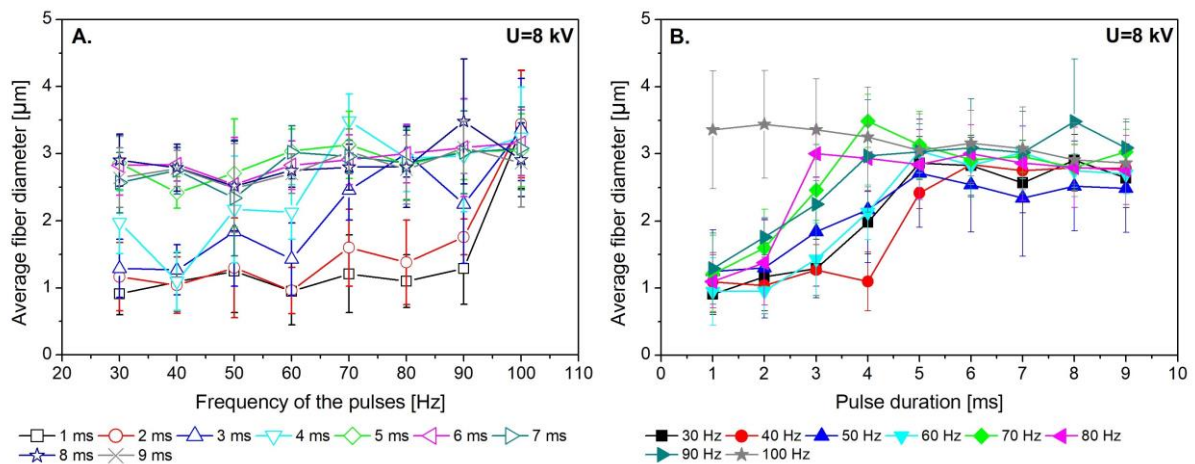 A.
U=8 kV
Average fiber diameter [µm]
5
4
3
2
1
0
20 30 40 50 60 70 80 90 100 110
Frequency of the pulses [Hz]
1 ms 2 ms 3 ms 4 ms 5 ms 6 ms 7 ms
8 ms 9 ms
B.
U=8 kV
Average fiber diameter [µm]
5
4
3
2
1
0
0 1 2 3 4 5 6 7 8 9 10
Pulse duration [ms]
30 Hz 40 Hz 50 Hz 60 Hz 70 Hz 80 Hz
90 Hz 100 Hz